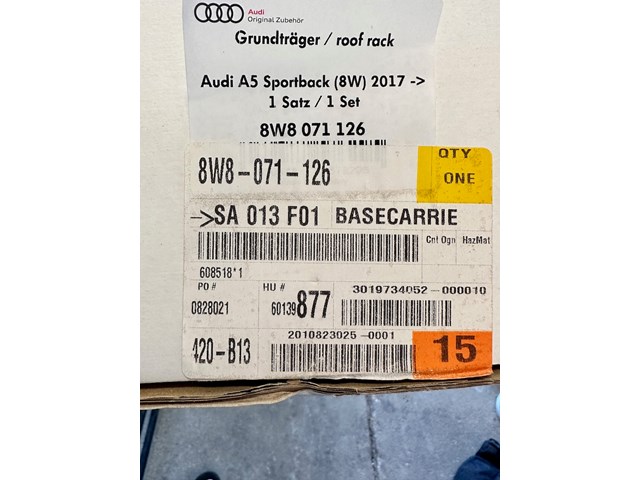 Audi
Original Zubehör
Grundträger / roof rack
Audi A5 Sportback (8W) 2017 ->
1 Satz / 1 Set
8W8 071 126
8W8-071-126
QTY
ONE
->SA 013 F01 BASECARRIE
Cnt Ogn HazMat
608518*1
PO # HU # 3019734052-000010
0828021 60139877
2010823025-0001
420-B13 15